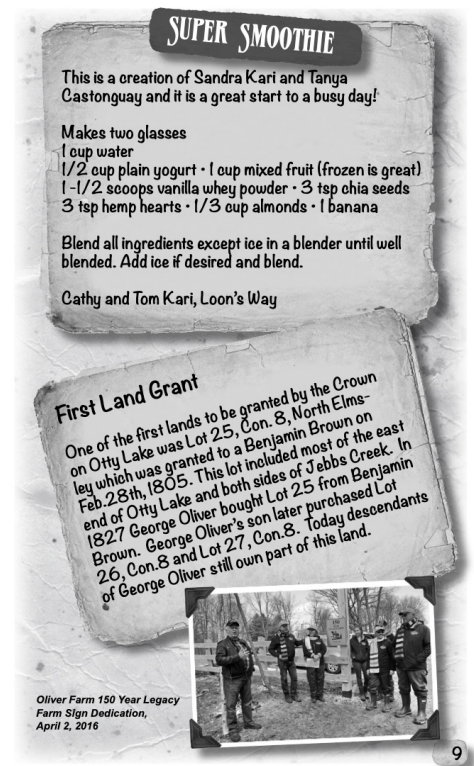 SUPER SMOOTHIE
This is a creation of Sandra Kari and Tanya
Castonguay and it is a great start to a busy day!
Makes two glasses
1 cup water
1/2 cup plain yogurt • 1 cup mixed fruit (frozen is great)
1 -1/2 scoops vanilla whey powder • 3 tsp chia seeds
3 tsp hemp hearts • 1/3 cup almonds • 1 banana
Blend all ingredients except ice in a blender until well
blended. Add ice if desired and blend.
Cathy and Tom Kari, Loon's Way
First Land Grant
One of the first lands to be granted by the Crown
on Otty Lake was Lot 25, Con. 8, North Elms-
ley which was granted to a Benjamin Brown on
Feb.28th, 1805. This lot included most of the east
end of Otty Lake and both sides of Jebbs Creek. In
1827 George Oliver bought Lot 25 from Benjamin
Brown. George Oliver's son later purchased Lot
26, Con.8 and Lot 27, Con.8. Today descendants
of George Oliver still own part of this land.
Oliver Farm 150 Year Legacy
Farm SIgn Dedication,
April 2, 2016
9